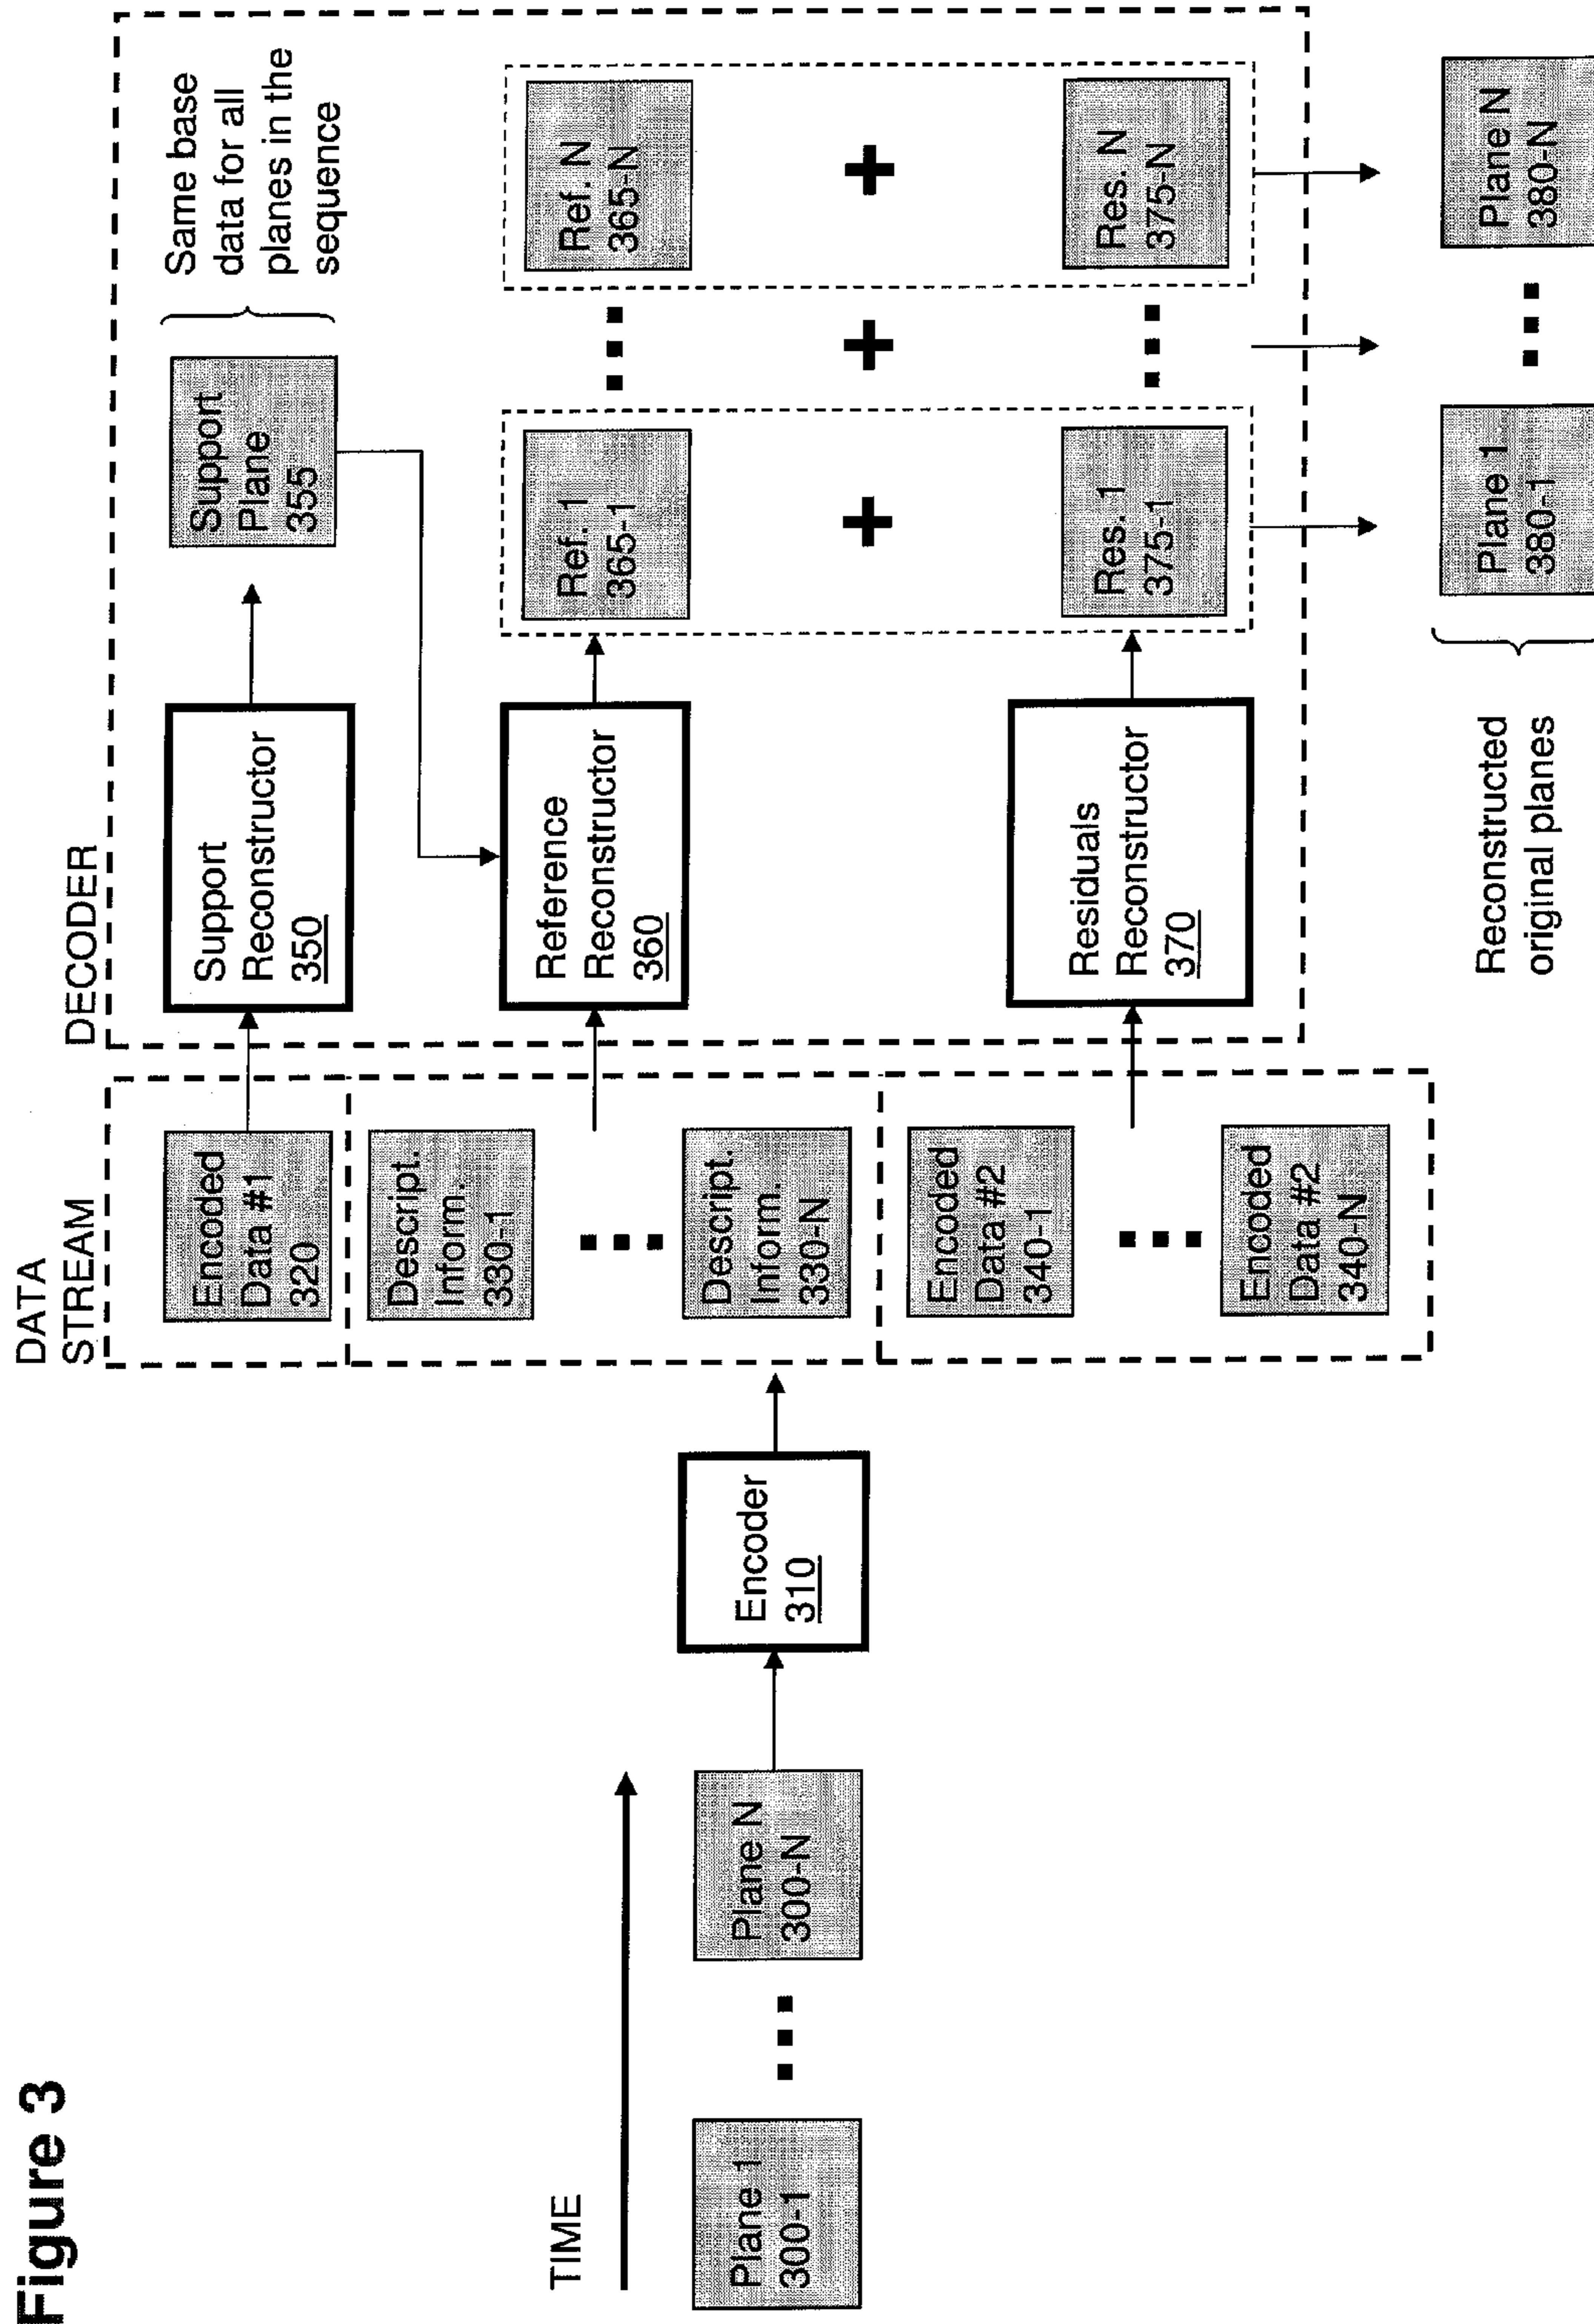 Figure 3
TIME
Plane 1
300-1
Plane N
300-N
Encoder
310
DATA
STREAM
Encoded
Data #1
320
Descript.
Inform.
330-1
Descript.
Inform.
330-N
Encoded
Data #2
340-1
Encoded
Data #2
340-N
DECODER
Support
Reconstructor
350
Support
Plane
355
Same base
data for all
planes in the
sequence
Reference
Reconstructor
360
Ref. 1
365-1
Ref. N
365-N
+
+
+
Residuals
Reconstructor
370
Res. 1
375-1
Res. N
375-N
Reconstructed
original planes
Plane 1
380-1
Plane N
380-N